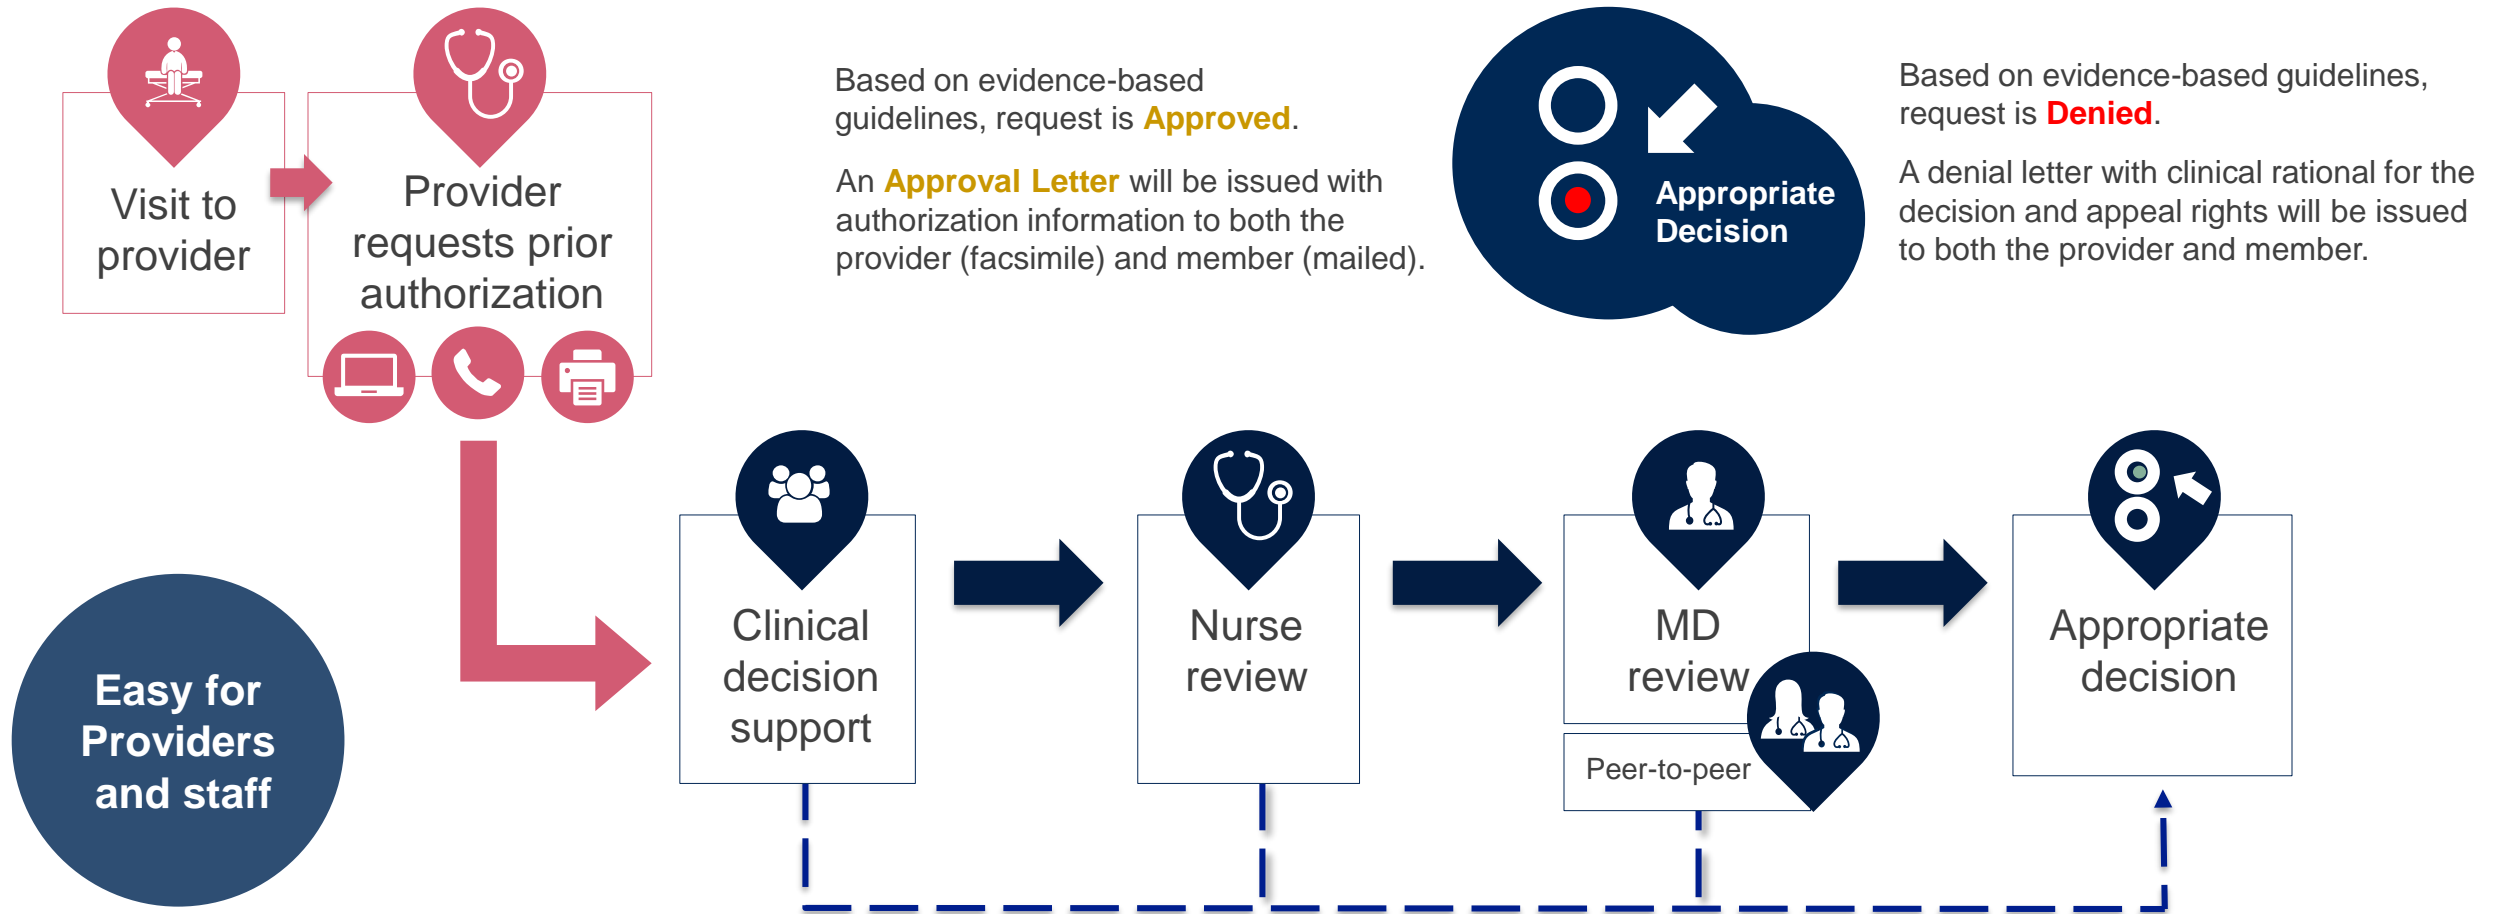 Visit to
provider
Provider
requests prior
authorization
Based on evidence-based
guidelines, request is Approved.
An Approval Letter will be issued with
authorization information to both the
provider (facsimile) and member (mailed).
Appropriate
Decision
Based on evidence-based guidelines,
request is Denied.
A denial letter with clinical rational for the
decision and appeal rights will be issued
to both the provider and member.
Easy for
Providers
and staff
Clinical
decision
support
Nurse
review
MD
review
Peer-to-peer
Appropriate
decision